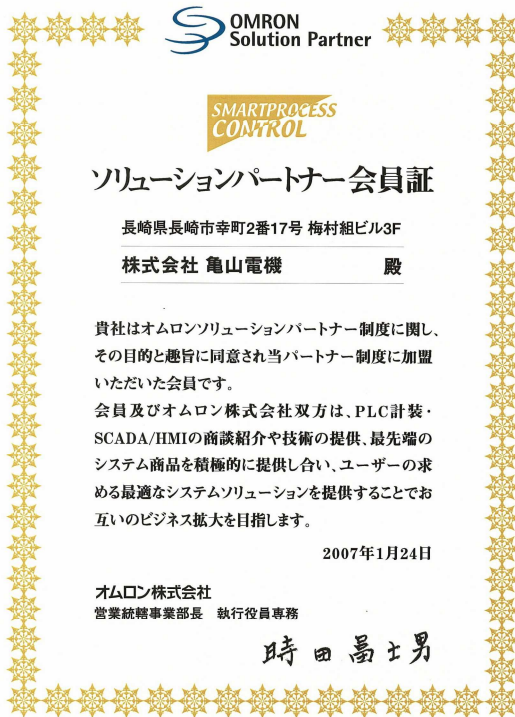 OMRON
Solution Partner
SMARTPROCESS
CONTROL
ソリューションパートナー会員証
長崎県長崎市幸町2番17号 梅村組ビル3F
株式会社 亀山電機 殿
貴社はオムロンソリューションパートナー制度に関し、
その目的と趣旨に同意され当パートナー制度に加盟
いただいた会員です。
会員及びオムロン株式会社双方は、PLC計装・
SCADA/HMIの商談紹介や技術の提供、最先端の
システム商品を積極的に提供し合い、ユーザーの求
める最適なシステムソリューションを提供することでお
互いのビジネス拡大を目指します。
2007年1月24日
オムロン株式会社
営業統轄事業部長 執行役員専務
時田 士男